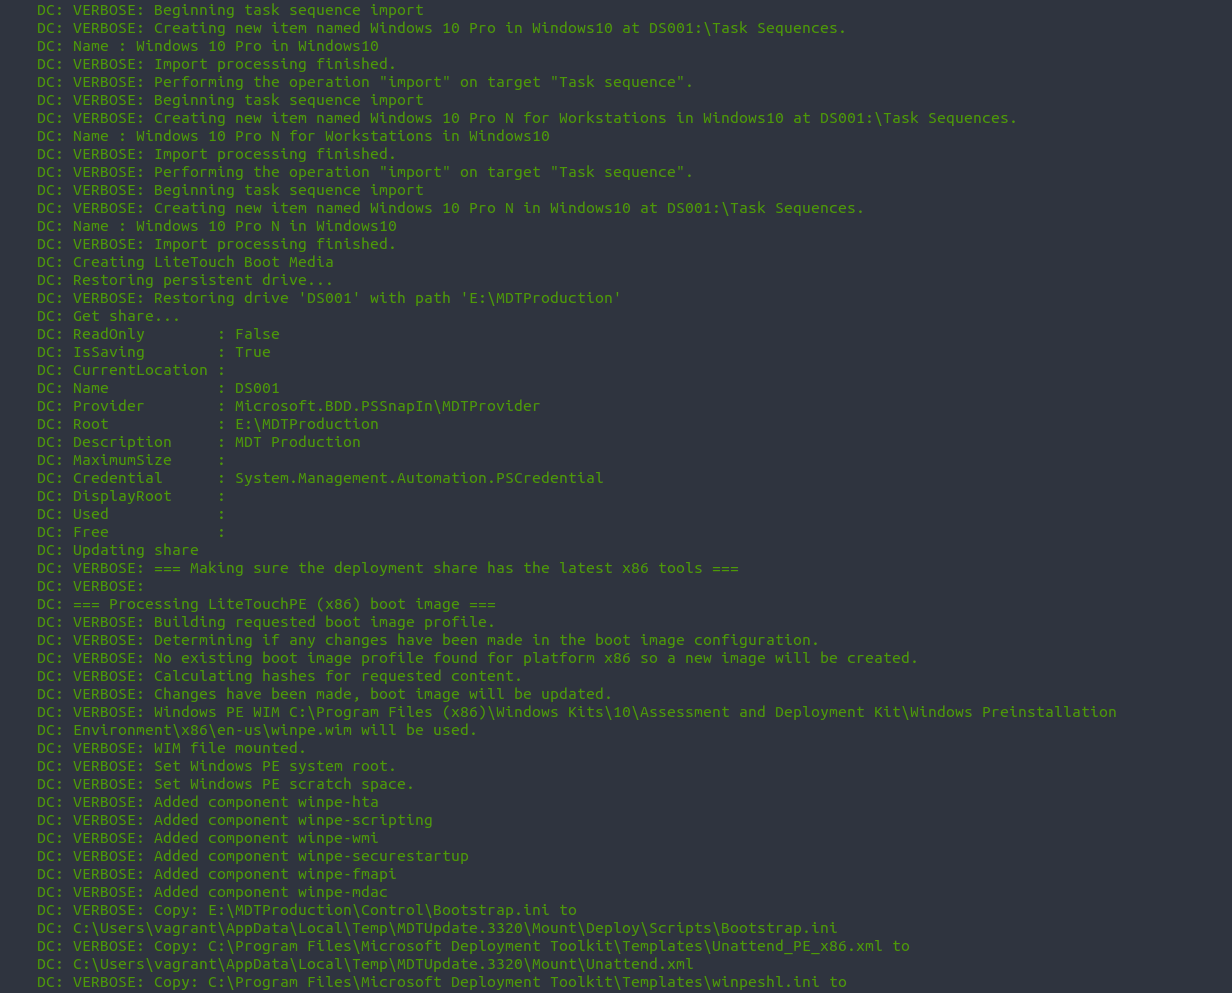 DC: VERBOSE: Beginning task sequence import
DC: VERBOSE: Creating new item named Windows 10 Pro in Windows10 at DS001:\Task Sequences.
DC: Name : Windows 10 Pro in Windows10
DC: VERBOSE: Import processing finished.
DC: VERBOSE: Performing the operation "import" on target "Task sequence".
DC: VERBOSE: Beginning task sequence import
DC: VERBOSE: Creating new item named Windows 10 Pro N for Workstations in Windows10 at DS001:\Task Sequences.
DC: Name : Windows 10 Pro N for Workstations in Windows10
DC: VERBOSE: Import processing finished.
DC: VERBOSE: Performing the operation "import" on target "Task sequence".
DC: VERBOSE: Beginning task sequence import
DC: VERBOSE: Creating new item named Windows 10 Pro N in Windows10 at DS001:\Task Sequences.
DC: Name : Windows 10 Pro N in Windows10
DC: VERBOSE: Import processing finished.
DC: Creating LiteTouch Boot Media
DC: Restoring persistent drive...
DC: VERBOSE: Restoring drive 'DS001' with path 'E:\MDTProduction'
DC: Get share...
DC: ReadOnly        : False
DC: IsSaving        : True
DC: CurrentLocation :
DC: Name            : DS001
DC: Provider        : Microsoft.BDD.PSSnapIn\MDTProvider
DC: Root            : E:\MDTProduction
DC: Description     : MDT Production
DC: MaximumSize     :
DC: Credential      : System.Management.Automation.PSCredential
DC: DisplayRoot     :
DC: Used            :
DC: Free            :
DC: Updating share
DC: VERBOSE: === Making sure the deployment share has the latest x86 tools ===
DC: VERBOSE:
DC: === Processing LiteTouchPE (x86) boot image ===
DC: VERBOSE: Building requested boot image profile.
DC: VERBOSE: Determining if any changes have been made in the boot image configuration.
DC: VERBOSE: No existing boot image profile found for platform x86 so a new image will be created.
DC: VERBOSE: Calculating hashes for requested content.
DC: VERBOSE: Changes have been made, boot image will be updated.
DC: VERBOSE: Windows PE WIM C:\Program Files (x86)\Windows Kits\10\Assessment and Deployment Kit\Windows Preinstallation
DC: Environment\x86\en-us\winpe.wim will be used.
DC: VERBOSE: WIM file mounted.
DC: VERBOSE: Set Windows PE system root.
DC: VERBOSE: Set Windows PE scratch space.
DC: VERBOSE: Added component winpe-hta
DC: VERBOSE: Added component winpe-scripting
DC: VERBOSE: Added component winpe-wmi
DC: VERBOSE: Added component winpe-securestartup
DC: VERBOSE: Added component winpe-fmapi
DC: VERBOSE: Added component winpe-mdac
DC: VERBOSE: Copy: E:\MDTProduction\Control\Bootstrap.ini to
DC: C:\Users\vagrant\AppData\Local\Temp\MDTUpdate.3320\Mount\Deploy\Scripts\Bootstrap.ini
DC: VERBOSE: Copy: C:\Program Files\Microsoft Deployment Toolkit\Templates\Unattend_PE_x86.xml to
DC: C:\Users\vagrant\AppData\Local\Temp\MDTUpdate.3320\Mount\Unattend.xml
DC: VERBOSE: Copy: C:\Program Files\Microsoft Deployment Toolkit\Templates\winpeshl.ini to